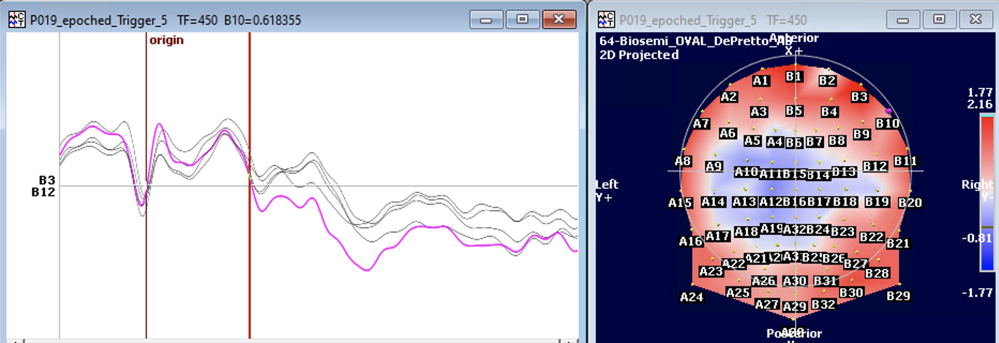 P019_epoched_Trigger_5 TF=450 B10=0.618355
origin
B3
B12
P019_epoched_Trigger_5 TF=450
64-Biosemi_OVAL_DePretto_AB
Anterior
2D Projected
X+
1.77
2.16
A1 B1 B2
A2 B3
A3 B5 B4
A7 B10
A6 B9
A5 A4 B6 B7 B8
A8 A9 B12 B11
A10 A11 B15 B14 B13
Left
Y+
Right
Y-
A15 A14 A13 A12 B16 B17 B18 B19 B20
A16 A17 A18 A19 A32 B24 B23 B22 B21
-0.81
A23 A22 A21 B26 B27 B28
A26 A30 B31
A24 A25 B30 B29
-1.77
A27 A29 B32
Posterior